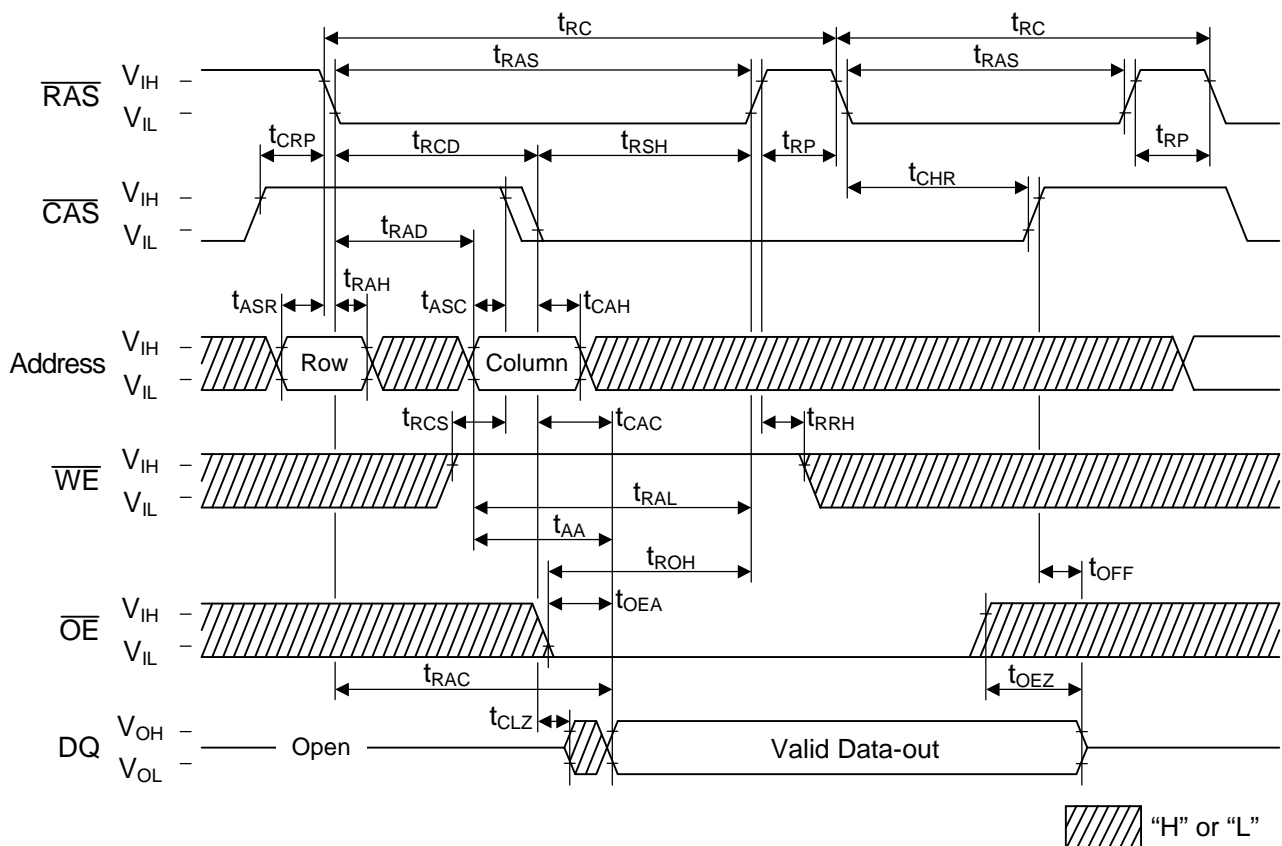 tRC tRC
tRAS tRAS
RAS VIH
VIL
tCRP tRCD tRSH tRP tRP
tCHR
CAS VIH
VIL
tRAD
tRAH
tASR tASC tCAH
Address VIH
VIL
Row Column
tRCS tCAC tRRH
WE VIH
VIL
tRAL
tAA
tROH tOFF
tOEA
OE VIH
VIL
tRAC tOEZ
tCLZ
DQ VOH
VOL
Open Valid Data-out
“H” or “L”